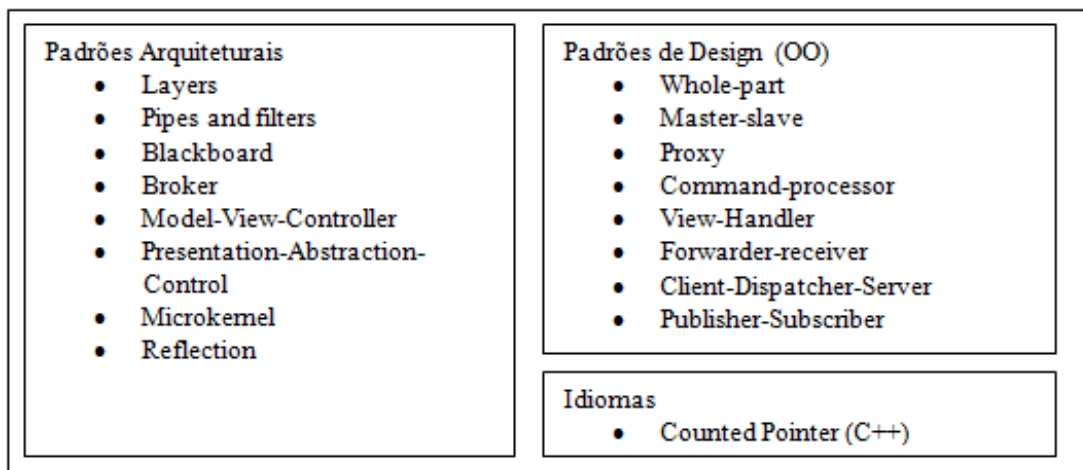 Padrões Arquiteturais
• Layers
• Pipes and filters
• Blackboard
• Broker
• Model-View-Controller
• Presentation-Abstraction-
Control
• Microkernel
• Reflection
Padrões de Design (OO)
• Whole-part
• Master-slave
• Proxy
• Command-processor
• View-Handler
• Forwarder-receiver
• Client-Dispatcher-Server
• Publisher-Subscriber
Idiomas
• Counted Pointer (C++)